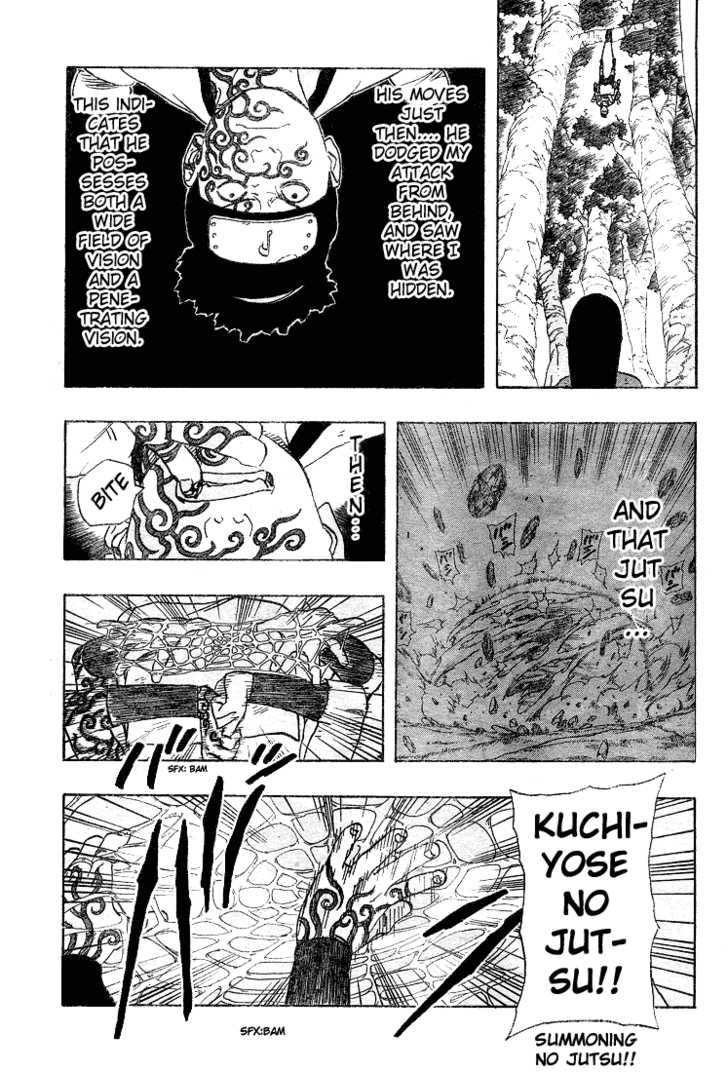 HIS MOVES
JUST
THEN.... HE
DODGED MY
ATTACK
FROM
BEHIND,
AND SAW
WHERE I
WAS
HIDDEN.
THIS INDI-
CATES
THAT HE
POS-
SESSES
BOTH A
WIDE
FIELD OF
VISION
AND A
PENE-
TRATING
VISION.
AND
THAT
JUT
SU
...
THEN...
BITE
SFX: BAM
KUCHI-
YOSE
NO
JUT-
SU!!
SUMMONING
NO JUTSU!!
SFX:BAM